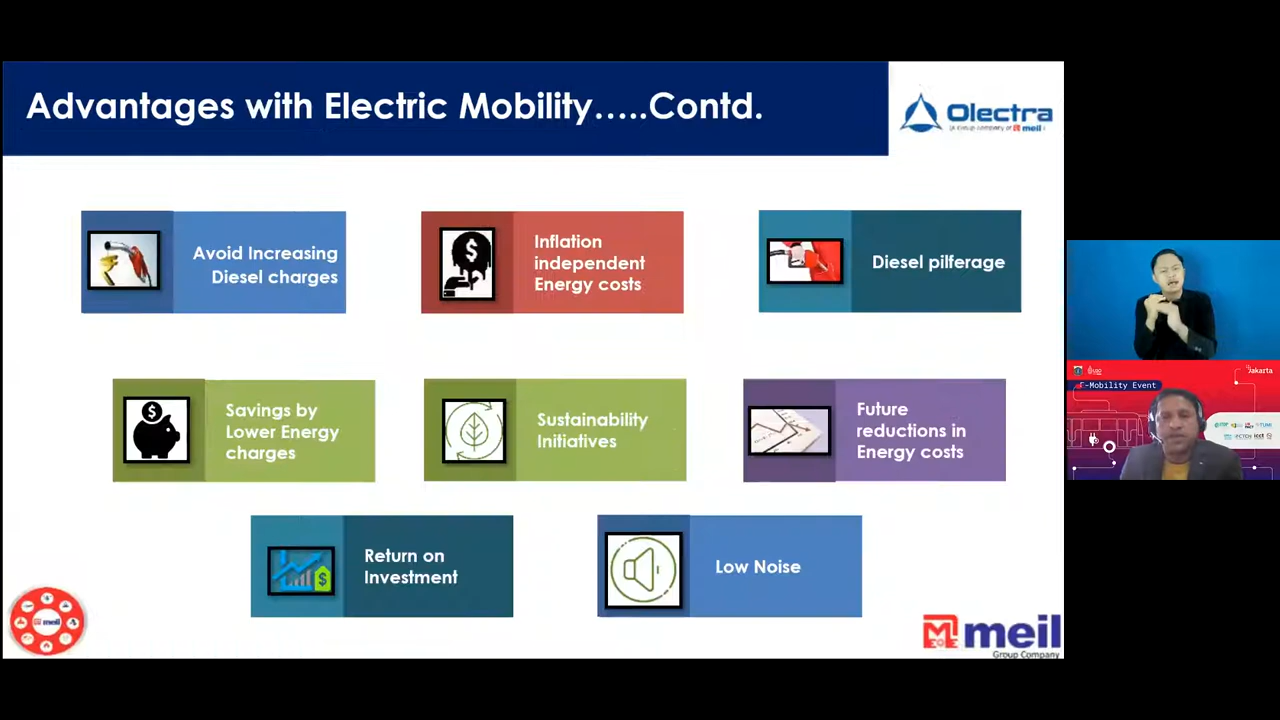 Advantages with Electric Mobility…..Contd.
Olectra
(A Group company of meil)
Avoid Increasing
Diesel charges
Inflation
independent
Energy costs
Diesel pilferage
Savings by
Lower Energy
charges
Sustainability
Initiatives
Future
reductions in
Energy costs
Return on
Investment
Low Noise
meil
meil
Group Company
Jakarta
E-Mobility Event